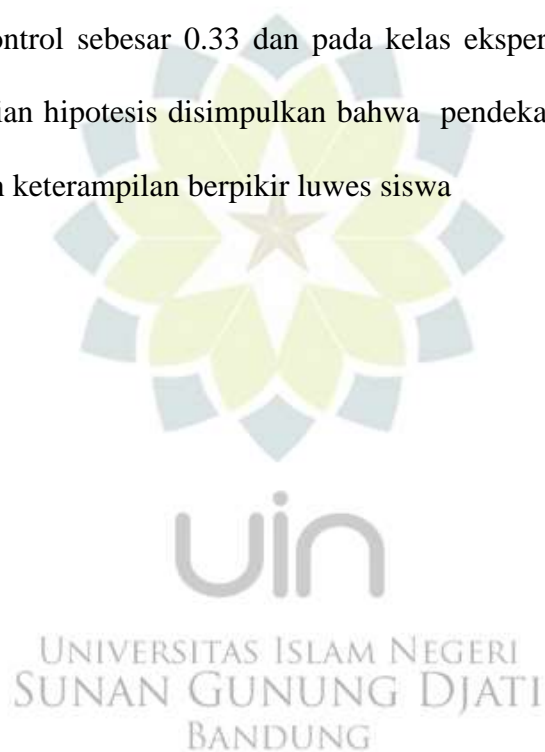 ontrol sebesar 0.33 dan pada kelas eksper
ian hipotesis disimpulkan bahwa pendeka
n keterampilan berpikir luwes siswa
uin
UNIVERSITAS ISLAM NEGERI
SUNAN GUNUNG DJATI
BANDUNG